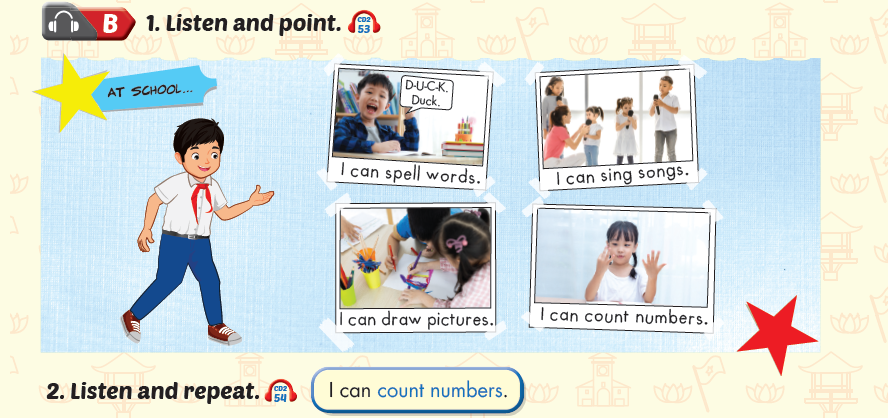 B 1. Listen and point. CD2 53
AT SCHOOL...
D-U-C-K.
Duck.
I can spell words.
I can sing songs.
I can draw pictures.
I can count numbers.
2. Listen and repeat. CD2 54 I can count numbers.